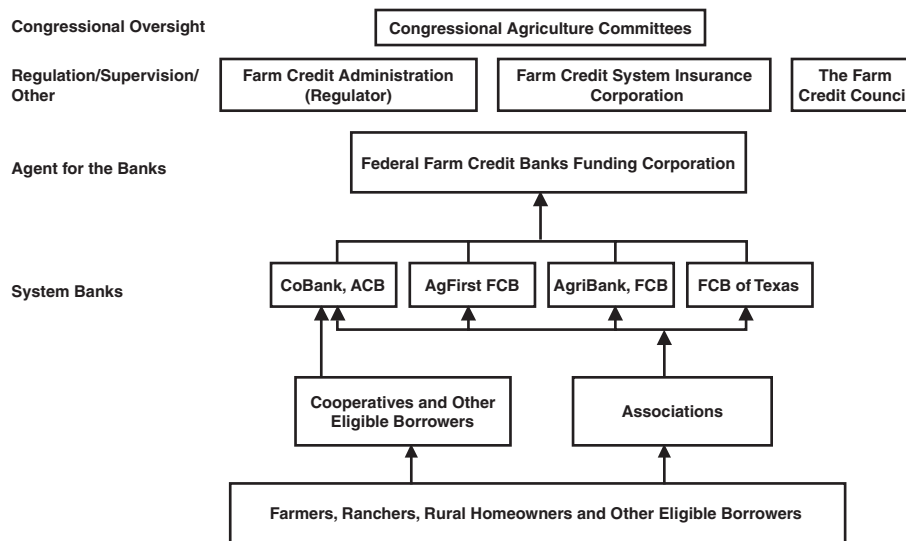 Congressional Oversight
Congressional Agriculture Committees
Regulation/Supervision/
Other
Farm Credit Administration
(Regulator)
Farm Credit System Insurance
Corporation
The Farm
Credit Counci
Agent for the Banks
Federal Farm Credit Banks Funding Corporation
System Banks
CoBank, ACB
AgFirst FCB
AgriBank, FCB
FCB of Texas
Cooperatives and Other
Eligible Borrowers
Associations
Farmers, Ranchers, Rural Homeowners and Other Eligible Borrowers